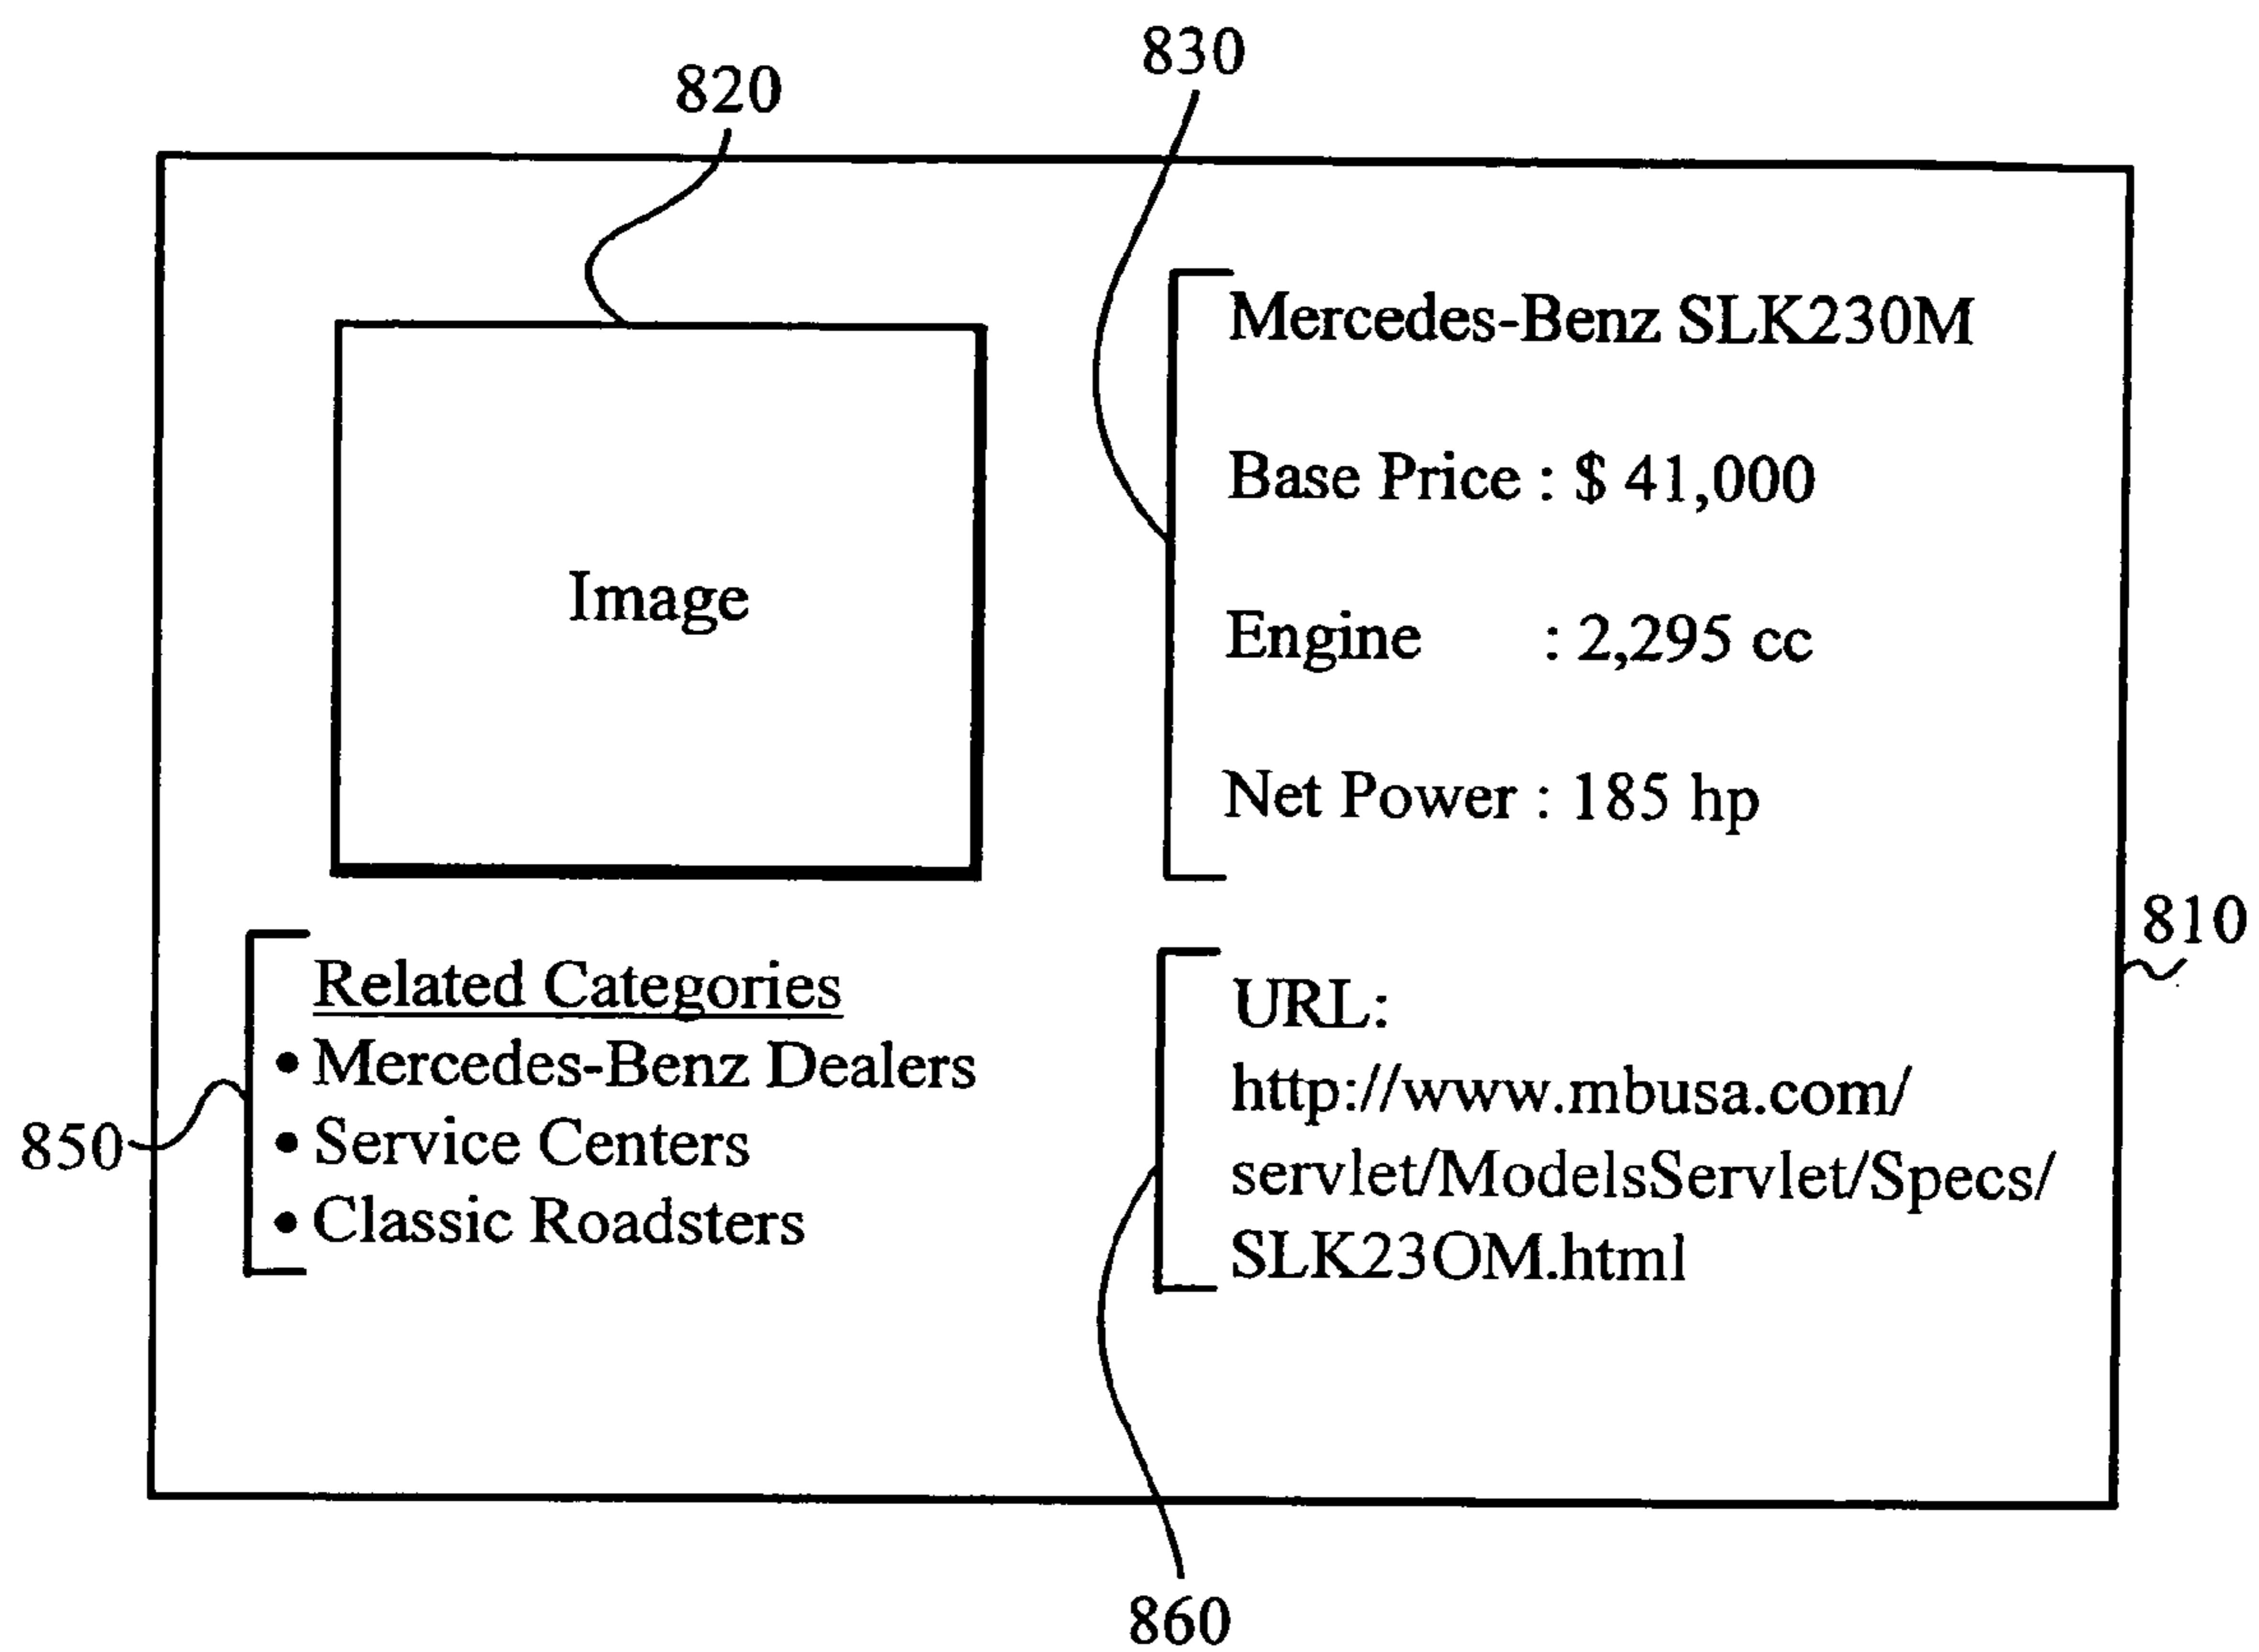 820
830
Image
Mercedes-Benz SLK230M
Base Price : $ 41,000
Engine : 2,295 cc
Net Power : 185 hp
810
850
Related Categories
• Mercedes-Benz Dealers
• Service Centers
• Classic Roadsters
URL:
http://www.mbusa.com/
servlet/ModelsServlet/Specs/
SLK23OM.html
860